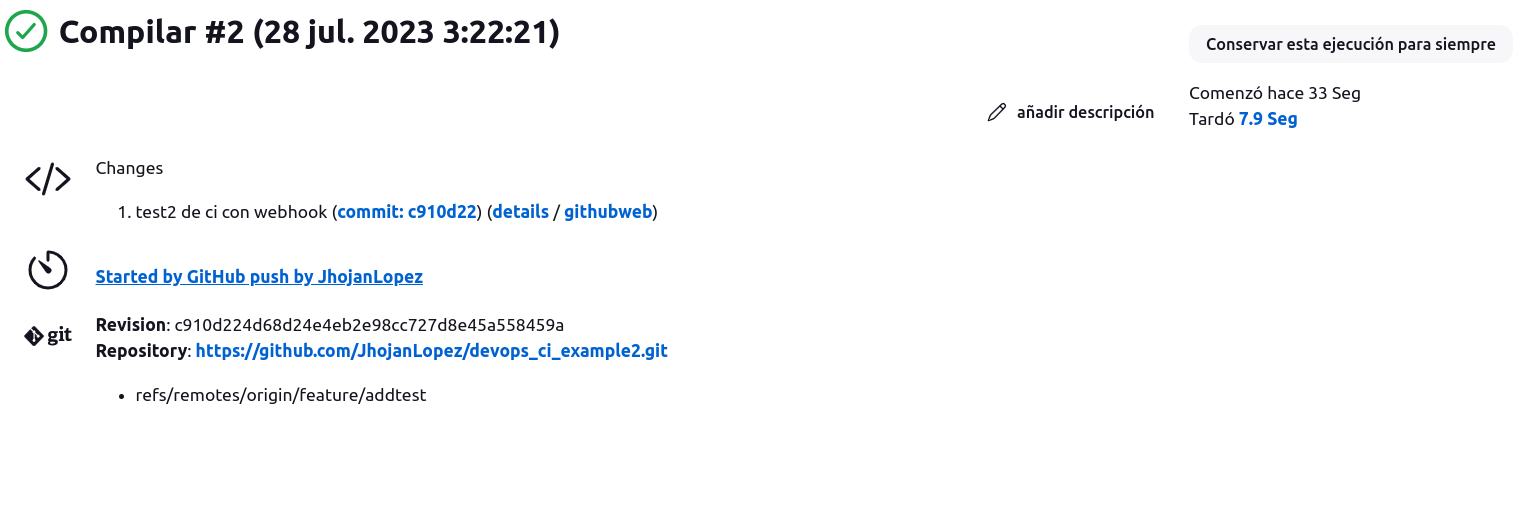 Compilar #2 (28 jul. 2023 3:22:21)
Conservar esta ejecución para siempre
añadir descripción
Comenzó hace 33 Seg
Tardó 7.9 Seg
Changes
1. test2 de ci con webhook (commit: c910d22) (details / githubweb)
Started by GitHub push by JhojanLopez
git
Revision: c910d224d68d24e4eb2e98cc727d8e45a558459a
Repository: https://github.com/JhojanLopez/devops_ci_example2.git
• refs/remotes/origin/feature/addtest